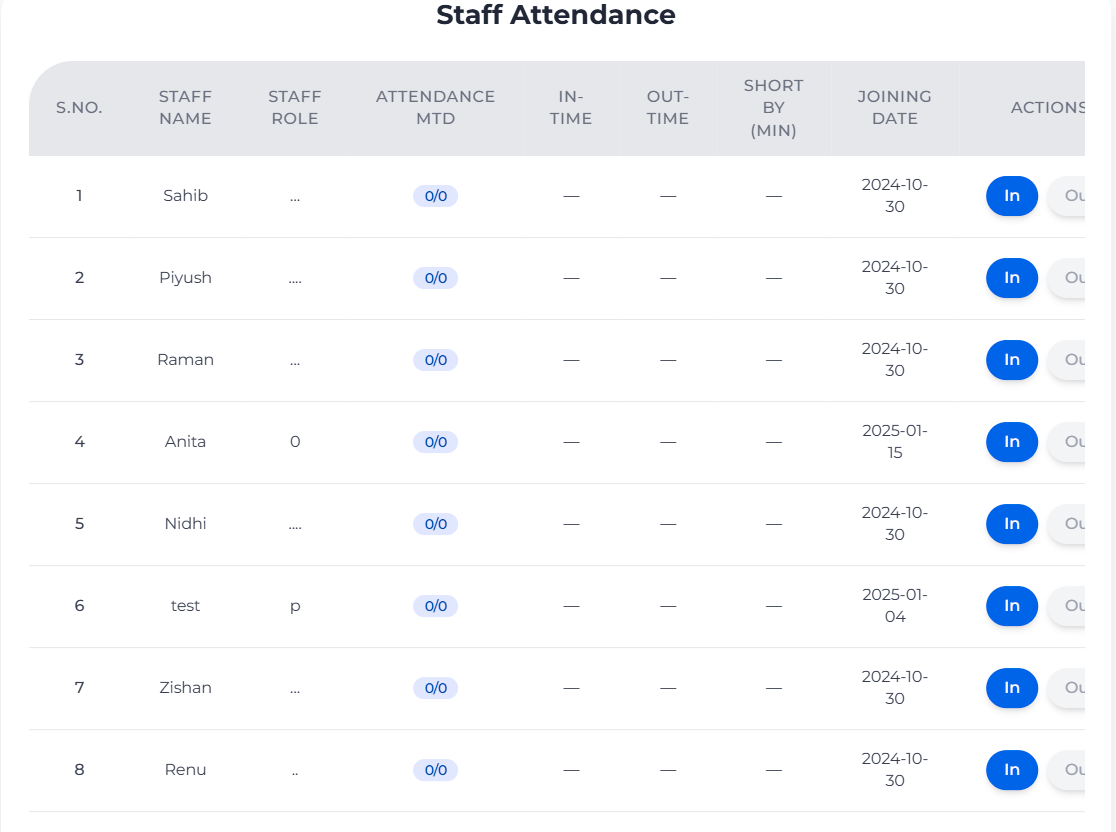 Staff Attendance
S.NO. STAFF NAME STAFF ROLE ATTENDANCE MTD IN-TIME OUT-TIME SHORT BY (MIN) JOINING DATE ACTIONS
1 Sahib ... 0/0 — — — 2024-10-30 In Ou
2 Piyush .... 0/0 — — — 2024-10-30 In Ou
3 Raman ... 0/0 — — — 2024-10-30 In Ou
4 Anita 0 0/0 — — — 2025-01-15 In Ou
5 Nidhi .... 0/0 — — — 2024-10-30 In Ou
6 test p 0/0 — — — 2025-01-04 In Ou
7 Zishan ... 0/0 — — — 2024-10-30 In Ou
8 Renu .. 0/0 — — — 2024-10-30 In Ou